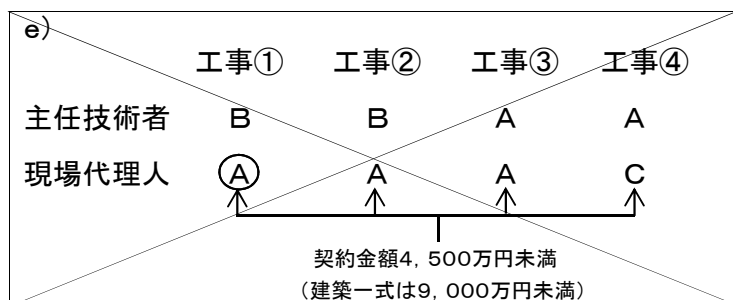 e)
工事① 工事② 工事③ 工事④
主任技術者 B B A A
現場代理人 A A A C
契約金額4,500万円未満
(建築一式は9,000万円未満)